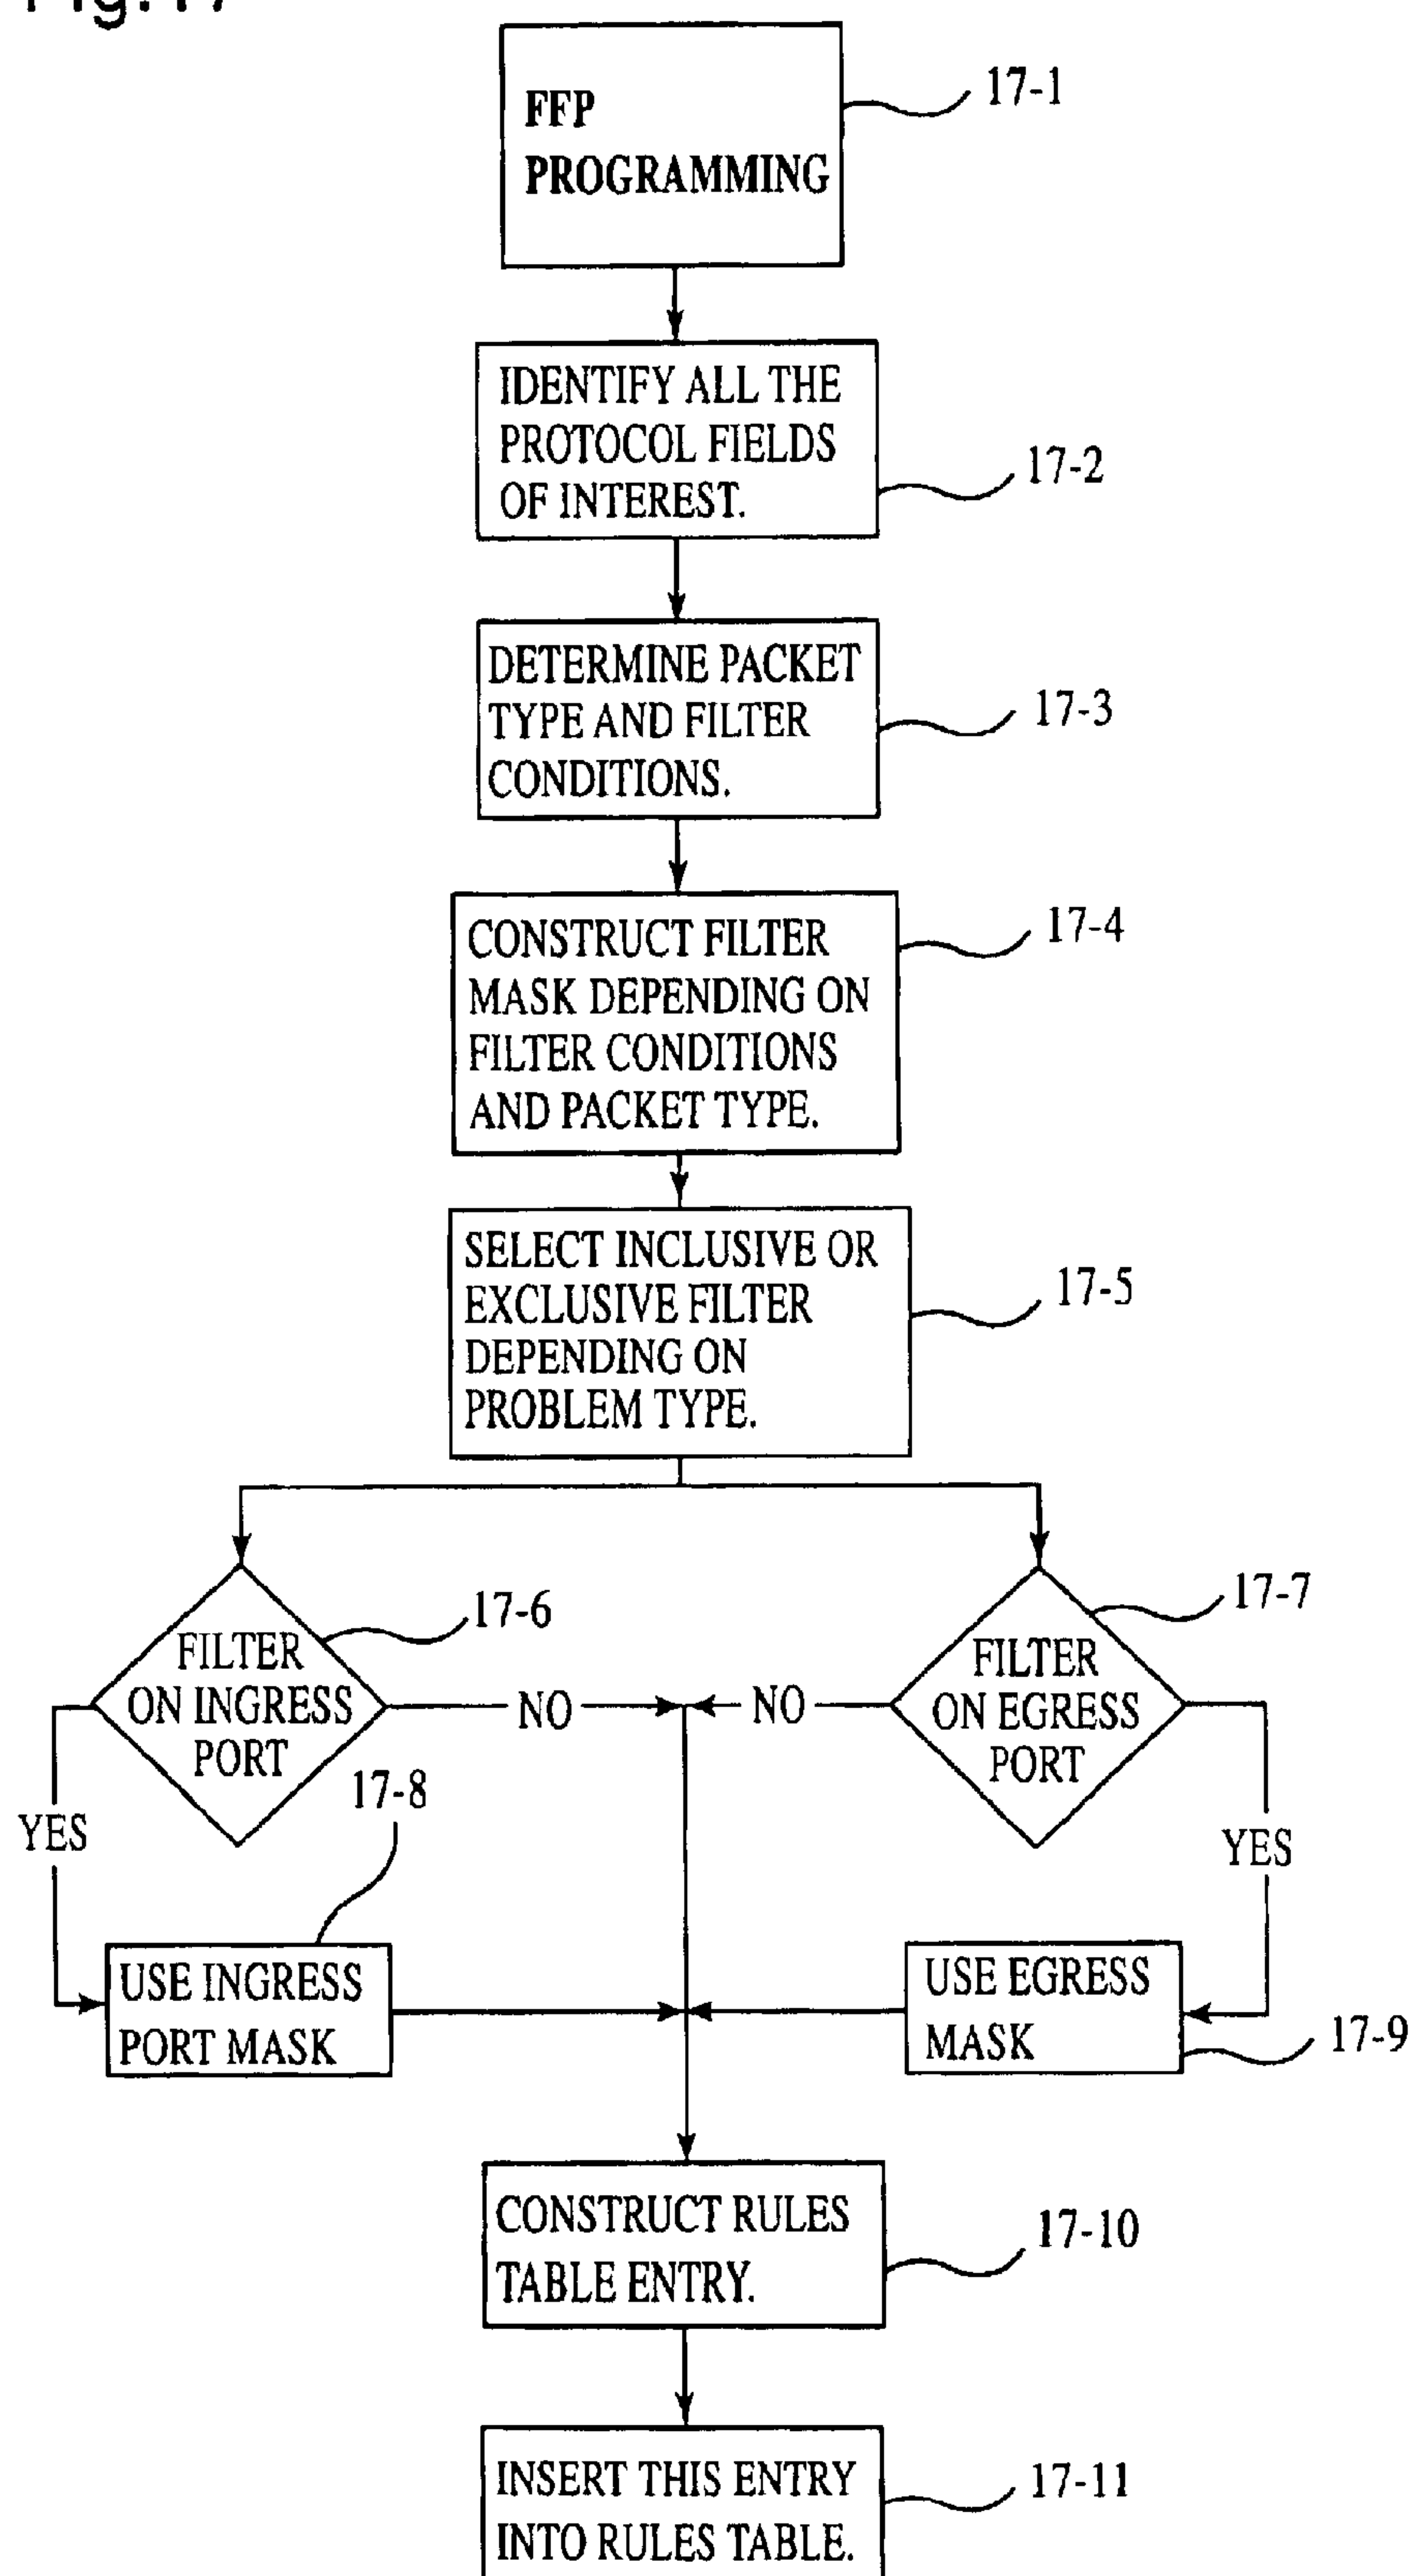 Fig.17
FFP
PROGRAMMING
17-1
IDENTIFY ALL THE
PROTOCOL FIELDS
OF INTEREST.
17-2
DETERMINE PACKET
TYPE AND FILTER
CONDITIONS.
17-3
CONSTRUCT FILTER
MASK DEPENDING ON
FILTER CONDITIONS
AND PACKET TYPE.
17-4
SELECT INCLUSIVE OR
EXCLUSIVE FILTER
DEPENDING ON
PROBLEM TYPE.
17-5
FILTER
ON INGRESS
PORT
17-6
NO
NO
FILTER
ON EGRESS
PORT
17-7
YES
17-8
YES
USE INGRESS
PORT MASK
USE EGRESS
MASK
17-9
CONSTRUCT RULES
TABLE ENTRY.
17-10
INSERT THIS ENTRY
INTO RULES TABLE.
17-11